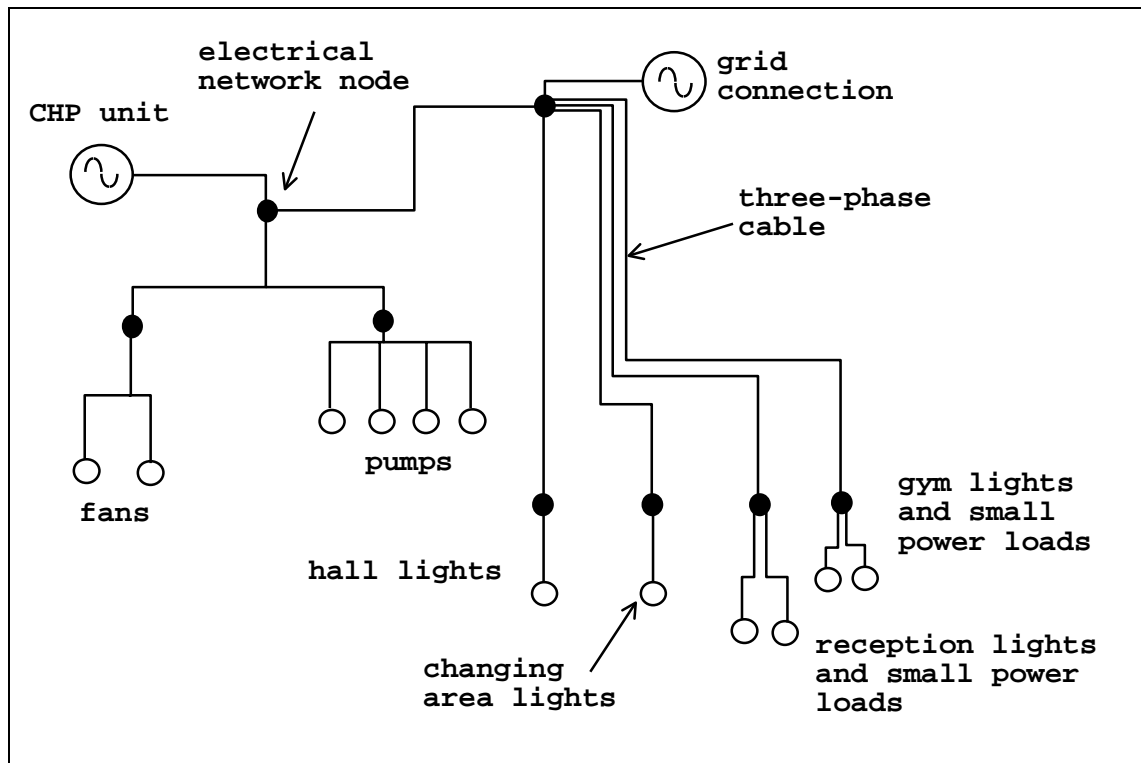 electrical
network node
grid
connection
CHP unit
three-phase
cable
pumps
fans
gym lights
and small
power loads
hall lights
reception lights
and small power
loads
changing
area lights